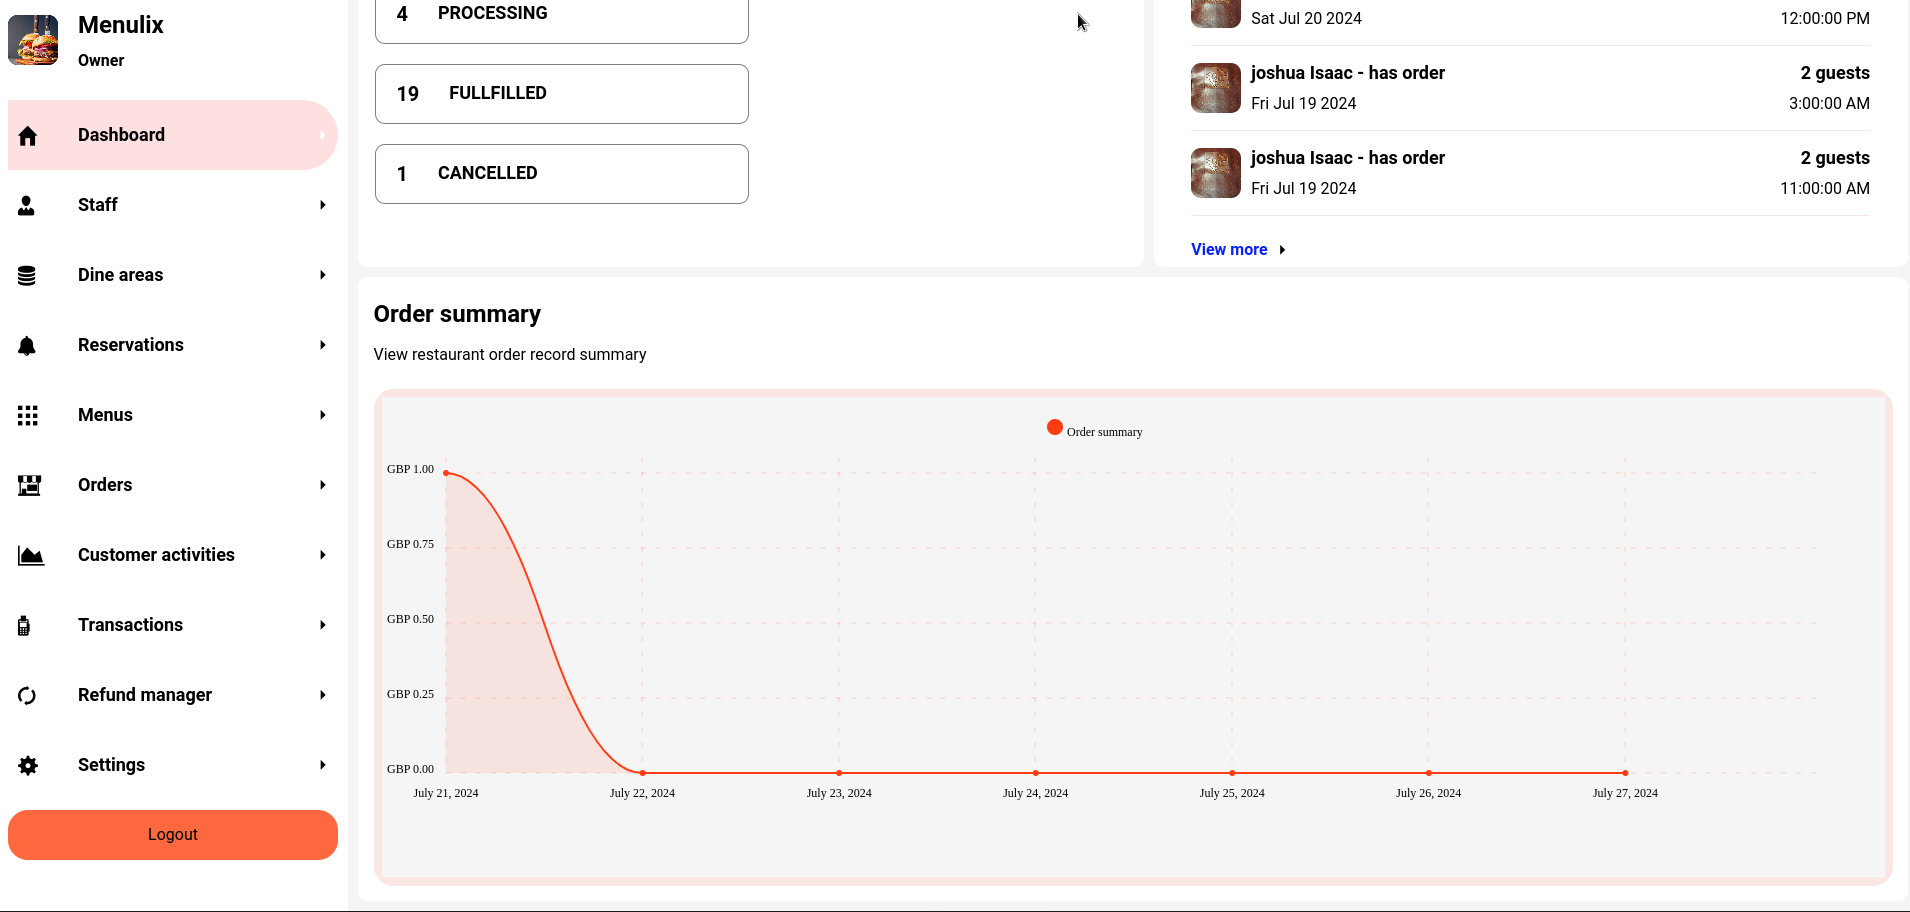 Menulix
Owner
Dashboard
Staff
Dine areas
Reservations
Menus
Orders
Customer activities
Transactions
Refund manager
Settings
Logout
4 PROCESSING
19 FULLFILLED
1 CANCELLED
Sat Jul 20 2024 12:00:00 PM
joshua Isaac - has order 2 guests
Fri Jul 19 2024 3:00:00 AM
joshua Isaac - has order 2 guests
Fri Jul 19 2024 11:00:00 AM
View more
Order summary
View restaurant order record summary
Order summary
GBP 1.00
GBP 0.75
GBP 0.50
GBP 0.25
GBP 0.00
July 21, 2024 July 22, 2024 July 23, 2024 July 24, 2024 July 25, 2024 July 26, 2024 July 27, 2024